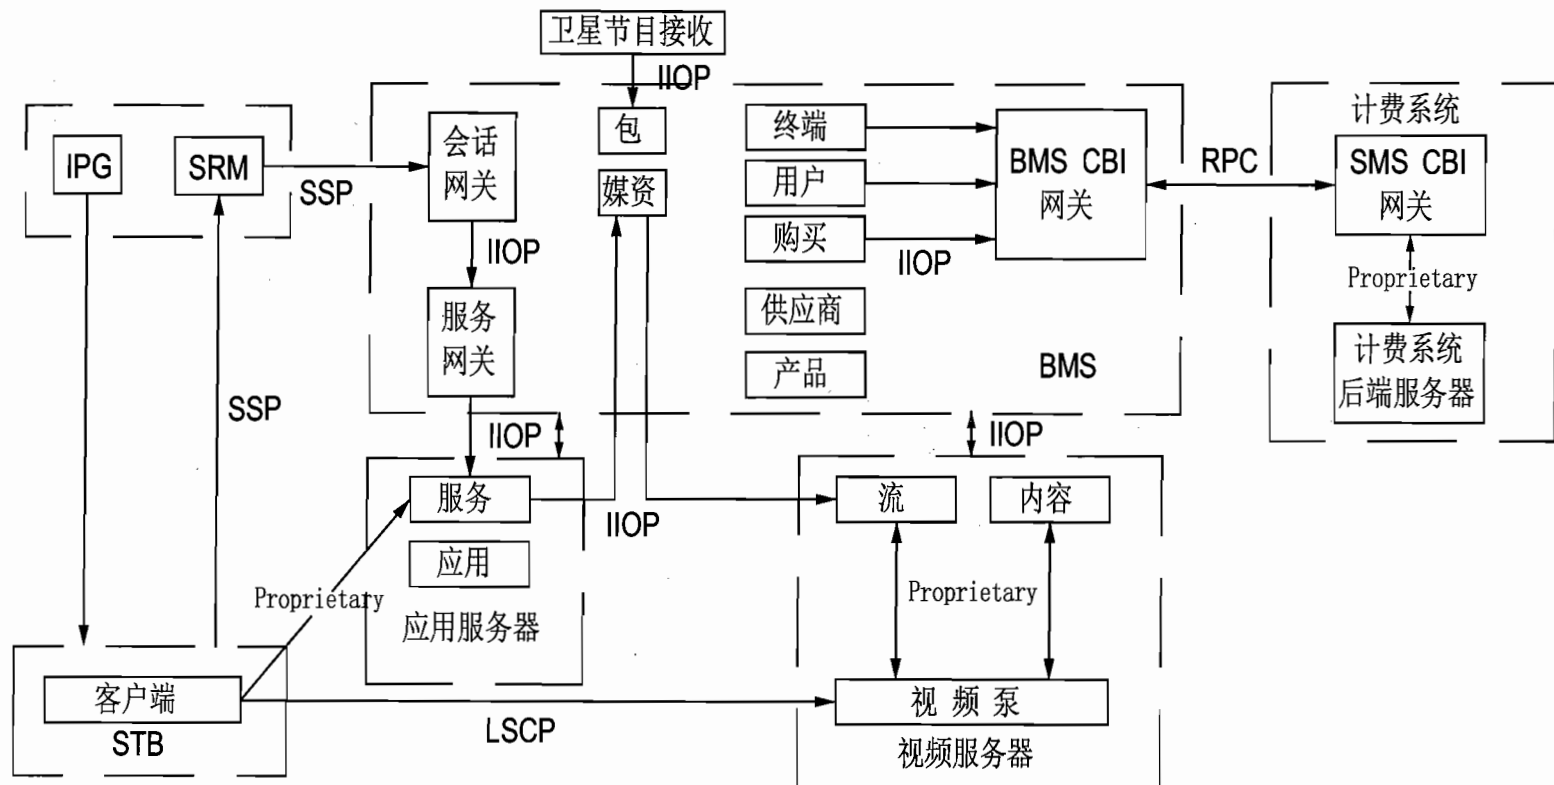 卫星节目接收
IIOP
IPG
SRM
SSP
会话
网关
IIOP
服务
网关
包
媒资
终端
用户
购买
供应商
产品
IIOP
BMS CBI
网关
BMS
RPC
计费系统
SMS CBI
网关
Proprietary
计费系统
后端服务器
SSP
IIOP
IIOP
服务
应用
应用服务器
IIOP
流
内容
Proprietary
Proprietary
视频泵
视频服务器
客户端
STB
LSCP